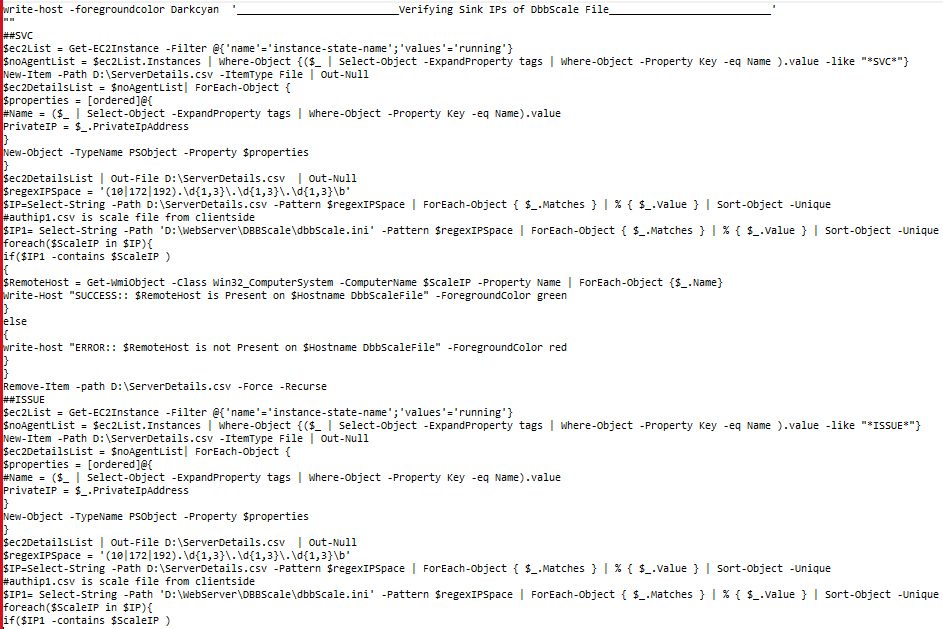 write-host -foregroundcolor Darkcyan  '___________________________Verifying Sink IPs of DbbScale File___________________________'
""
##SVC
$ec2List = Get-EC2Instance -Filter @{'name'='instance-state-name';'values'='running'}
$noAgentList = $ec2List.Instances | Where-Object {($_ | Select-Object -ExpandProperty tags | Where-Object -Property Key -eq Name ).value -like "*SVC*"}
New-Item -Path D:\ServerDetails.csv -ItemType File | Out-Null
$ec2DetailsList = $noAgentList| ForEach-Object {
$properties = [ordered]@{
#Name = ($_ | Select-Object -ExpandProperty tags | Where-Object -Property Key -eq Name).value
PrivateIP = $_.PrivateIpAddress
}
New-Object -TypeName PSObject -Property $properties
}
$ec2DetailsList | Out-File D:\ServerDetails.csv  | Out-Null
$regexIPSpace = '(10|172|192).\d{1,3}\.\d{1,3}\.\d{1,3}\b'
$IP=Select-String -Path D:\ServerDetails.csv -Pattern $regexIPSpace | ForEach-Object { $_.Matches } | % { $_.Value } | Sort-Object -Unique
#authip1.csv is scale file from clientside
$IP1= Select-String -Path 'D:\WebServer\DBBScale\dbbScale.ini' -Pattern $regexIPSpace | ForEach-Object { $_.Matches } | % { $_.Value } | Sort-Object -Unique
foreach($ScaleIP in $IP){
if($IP1 -contains $ScaleIP )
{
$RemoteHost = Get-WmiObject -Class Win32_ComputerSystem -ComputerName $ScaleIP -Property Name | ForEach-Object {$_.Name}
Write-Host "SUCCESS:: $RemoteHost is Present on $Hostname DbbScaleFile" -ForegroundColor green
}
else
{
write-host "ERROR:: $RemoteHost is not Present on $Hostname DbbScaleFile" -ForegroundColor red
}
}
Remove-Item -path D:\ServerDetails.csv -Force -Recurse
##ISSUE
$ec2List = Get-EC2Instance -Filter @{'name'='instance-state-name';'values'='running'}
$noAgentList = $ec2List.Instances | Where-Object {($_ | Select-Object -ExpandProperty tags | Where-Object -Property Key -eq Name ).value -like "*ISSUE*"}
New-Item -Path D:\ServerDetails.csv -ItemType File | Out-Null
$ec2DetailsList = $noAgentList| ForEach-Object {
$properties = [ordered]@{
#Name = ($_ | Select-Object -ExpandProperty tags | Where-Object -Property Key -eq Name).value
PrivateIP = $_.PrivateIpAddress
}
New-Object -TypeName PSObject -Property $properties
}
$ec2DetailsList | Out-File D:\ServerDetails.csv  | Out-Null
$regexIPSpace = '(10|172|192).\d{1,3}\.\d{1,3}\.\d{1,3}\b'
$IP=Select-String -Path D:\ServerDetails.csv -Pattern $regexIPSpace | ForEach-Object { $_.Matches } | % { $_.Value } | Sort-Object -Unique
#authip1.csv is scale file from clientside
$IP1= Select-String -Path 'D:\WebServer\DBBScale\dbbScale.ini' -Pattern $regexIPSpace | ForEach-Object { $_.Matches } | % { $_.Value } | Sort-Object -Unique
foreach($ScaleIP in $IP){
if($IP1 -contains $ScaleIP )